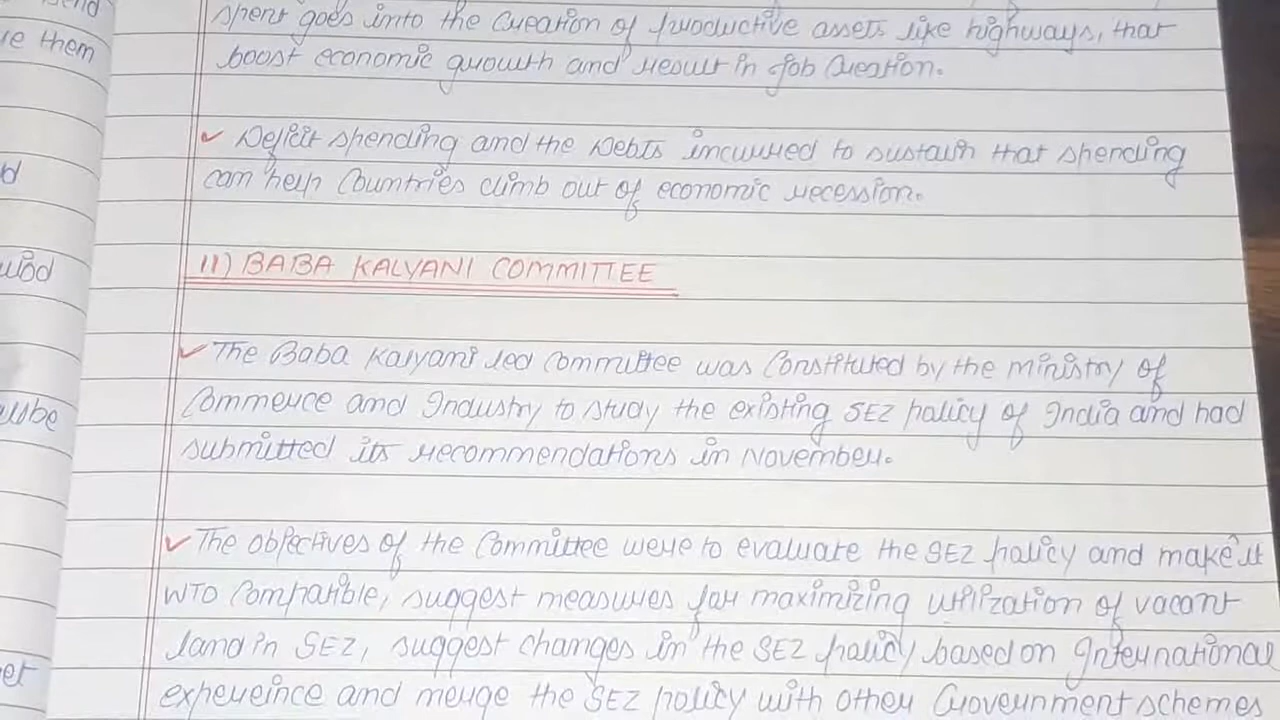 spent goes into the creation of productive assets like highways, that
boost economic growth and result in job creation.
✓ Deficit spending and the Debts incurred to sustain that spending
can help Countries climb out of economic recession.
11) BABA KALYANI COMMITTEE
✓ The Baba Kalyani led Committee was Constituted by the ministry of
Commerce and Industry to study the existing SEZ policy of India and had
submitted its recommendations in November.
✓ The objectives of the Committee were to evaluate the SEZ policy and make it
WTO Compatible, suggest measures for maximizing utilization of vacant
land in SEZ, suggest changes in the SEZ policy based on International
expereince and merge the SEZ policy with other Government schemes
them
d
et